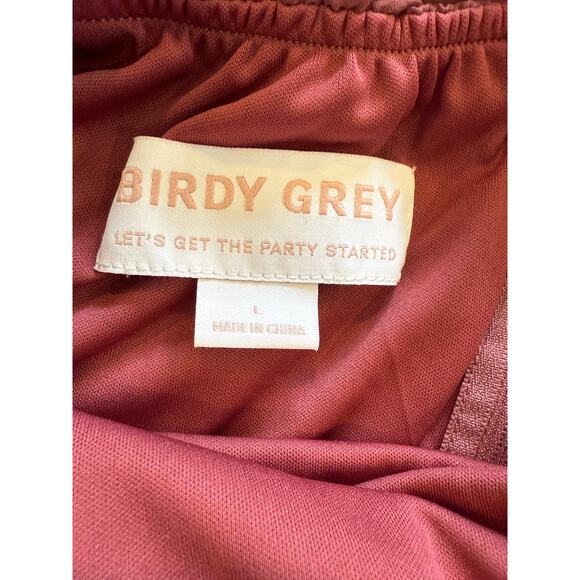 BIRDY GREY
LET'S GET THE PARTY STARTED
L
MADE IN CHINA